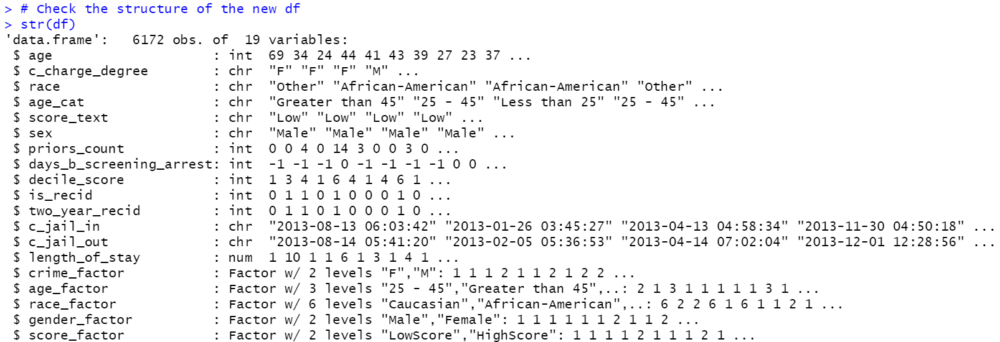 > # Check the structure of the new df
> str(df)
'data.frame':   6172 obs. of  19 variables:
 $ age                    : int  69 34 24 44 41 43 39 27 23 37 ...
 $ c_charge_degree        : chr  "F" "F" "F" "M" ...
 $ race                   : chr  "Other" "African-American" "African-American" "Other" ...
 $ age_cat                : chr  "Greater than 45" "25 - 45" "Less than 25" "25 - 45" ...
 $ score_text             : chr  "Low" "Low" "Low" "Low" ...
 $ sex                    : chr  "Male" "Male" "Male" "Male" ...
 $ priors_count           : int  0 0 4 0 14 3 0 0 3 0 ...
 $ days_b_screening_arrest: int  -1 -1 -1 0 -1 -1 -1 -1 0 0 ...
 $ decile_score           : int  1 3 4 1 6 4 1 4 6 1 ...
 $ is_recid               : int  0 1 1 0 1 0 0 0 1 0 ...
 $ two_year_recid         : int  0 1 1 0 1 0 0 0 1 0 ...
 $ c_jail_in              : chr  "2013-08-13 06:03:42" "2013-01-26 03:45:27" "2013-04-13 04:58:34" "2013-11-30 04:50:18" ...
 $ c_jail_out             : chr  "2013-08-14 05:41:20" "2013-02-05 05:36:53" "2013-04-14 07:02:04" "2013-12-01 12:28:56" ...
 $ length_of_stay         : num  1 10 1 1 6 1 3 1 4 1 ...
 $ crime_factor           : Factor w/ 2 levels "F","M": 1 1 1 2 1 1 2 1 2 2 ...
 $ age_factor             : Factor w/ 3 levels "25 - 45","Greater than 45",..: 2 1 3 1 1 1 1 1 3 1 ...
 $ race_factor            : Factor w/ 6 levels "Caucasian","African-American",..: 6 2 2 6 1 6 1 1 2 1 ...
 $ gender_factor          : Factor w/ 2 levels "Male","Female": 1 1 1 1 1 1 2 1 1 2 ...
 $ score_factor           : Factor w/ 2 levels "LowScore","HighScore": 1 1 1 1 2 1 1 1 2 1 ...